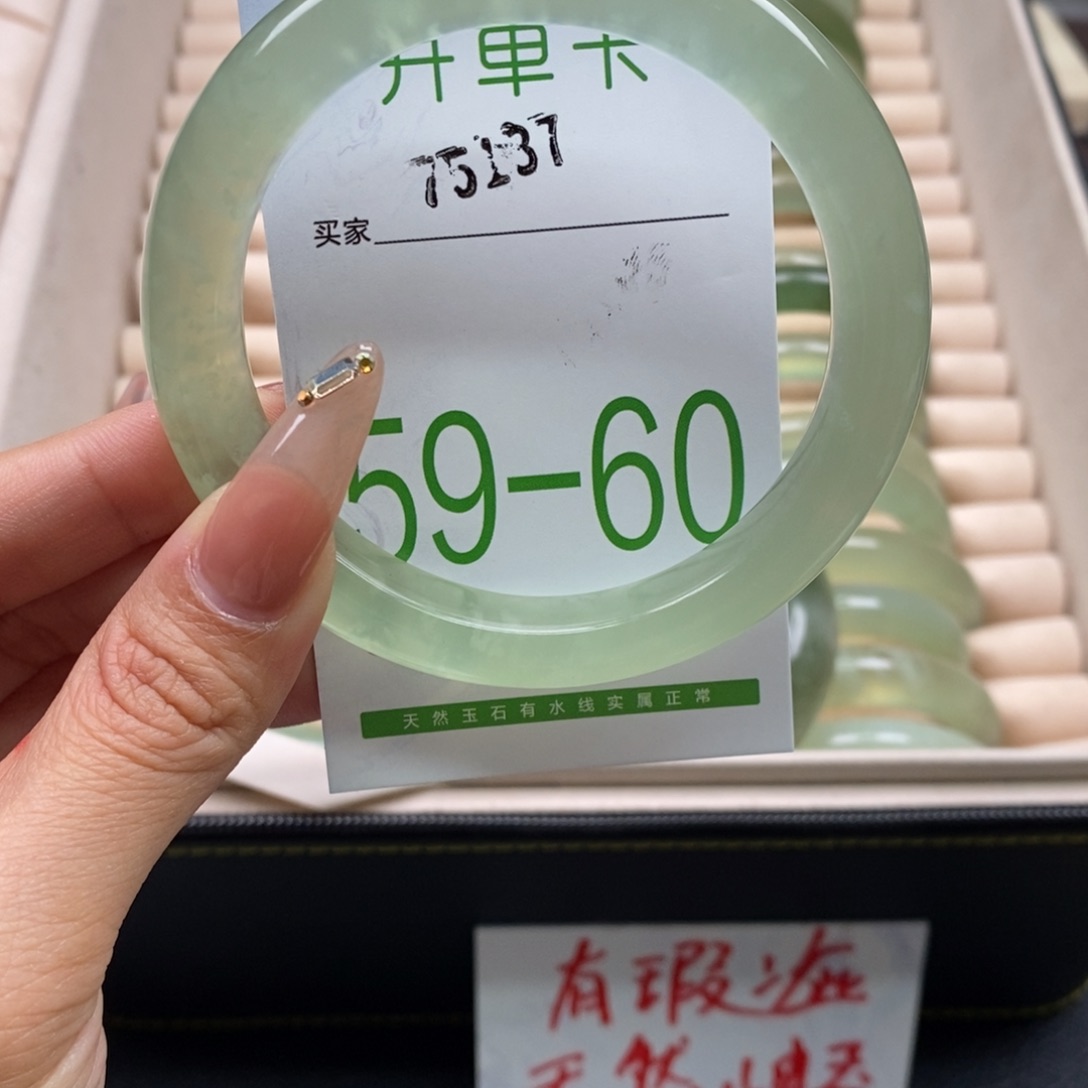 开单卡
75137
买家
59-60
天然玉石有水线实属正常
有瑕疵
天然